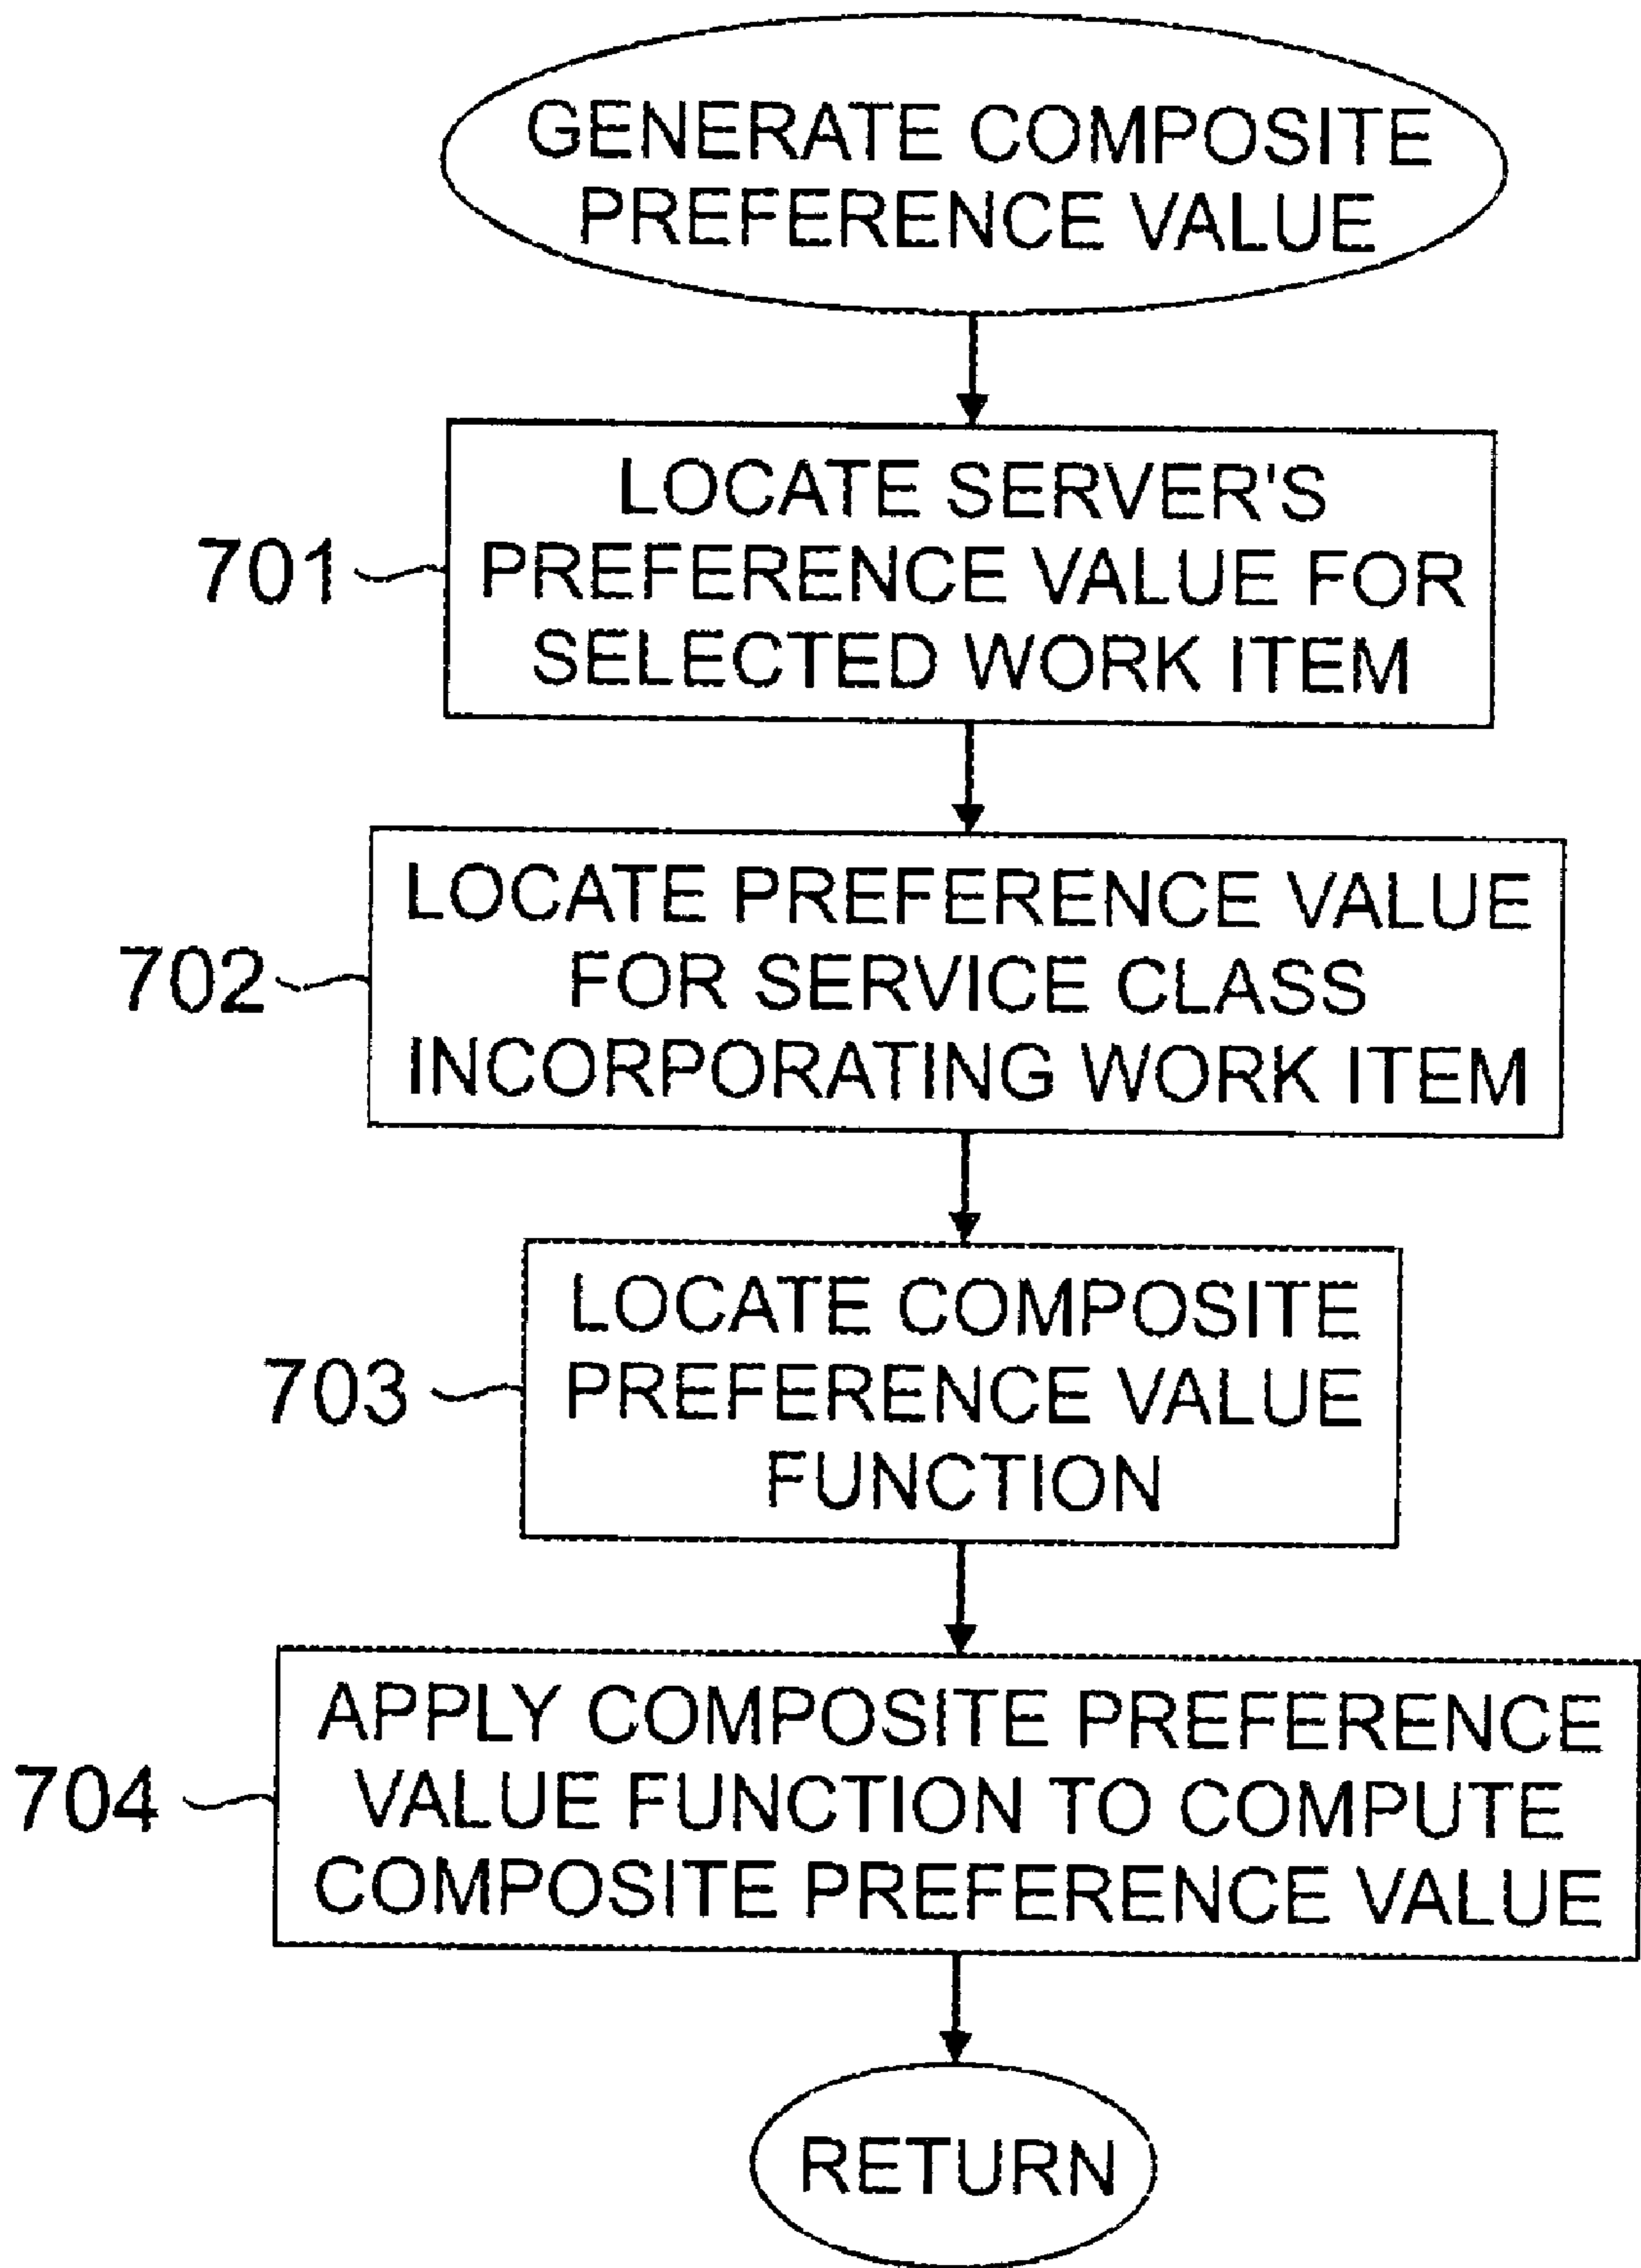 GENERATE COMPOSITE
PREFERENCE VALUE
701
LOCATE SERVER'S
PREFERENCE VALUE FOR
SELECTED WORK ITEM
702
LOCATE PREFERENCE VALUE
FOR SERVICE CLASS
INCORPORATING WORK ITEM
703
LOCATE COMPOSITE
PREFERENCE VALUE
FUNCTION
704
APPLY COMPOSITE PREFERENCE
VALUE FUNCTION TO COMPUTE
COMPOSITE PREFERENCE VALUE
RETURN